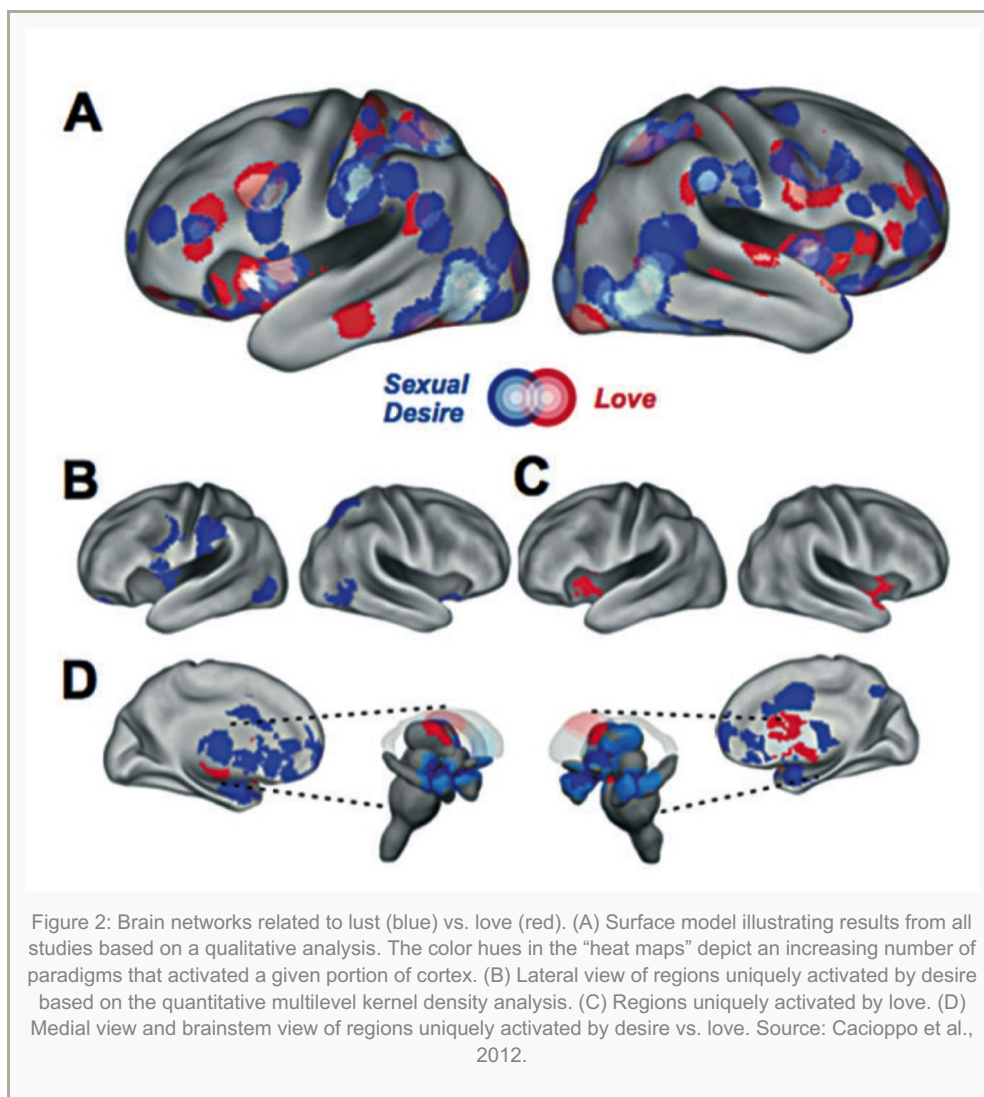 A
Sexual Desire
Love
B
C
D
Figure 2: Brain networks related to lust (blue) vs. love (red). (A) Surface model illustrating results from all
studies based on a qualitative analysis. The color hues in the “heat maps” depict an increasing number of
paradigms that activated a given portion of cortex. (B) Lateral view of regions uniquely activated by desire
based on the quantitative multilevel kernel density analysis. (C) Regions uniquely activated by love. (D)
Medial view and brainstem view of regions uniquely activated by desire vs. love. Source: Cacioppo et al.,
2012.